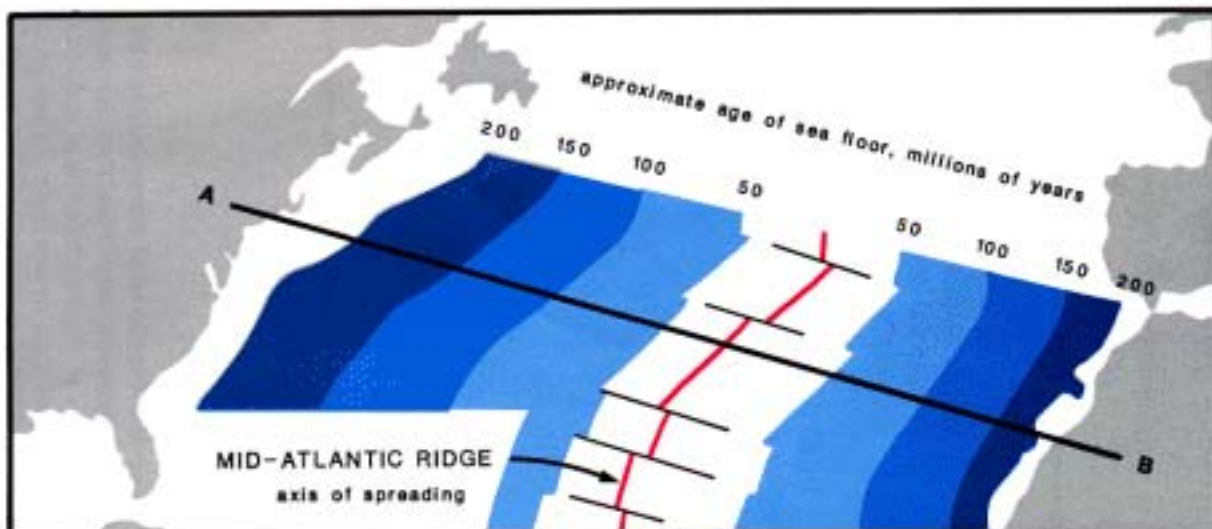 approximate age of sea floor, millions of years
200 150 100 50
50 100 150 200
A
B
MID-ATLANTIC RIDGE
axis of spreading